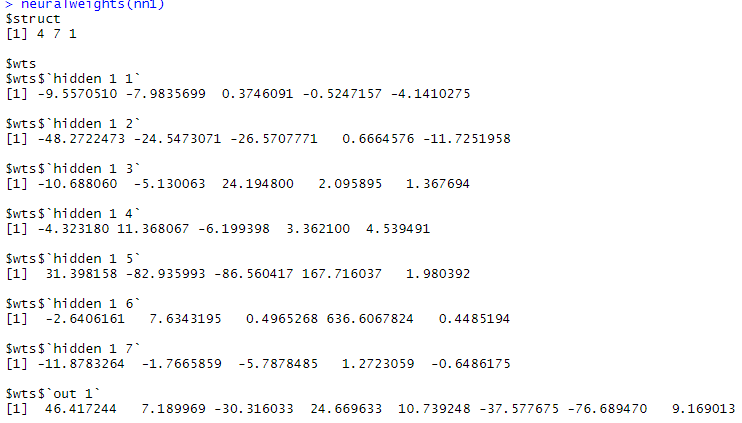 > neuralweights(nn1)
$struct
[1] 4 7 1

$wts
$wts$`hidden 1 1`
[1] -9.5570510 -7.9835699  0.3746091 -0.5247157 -4.1410275

$wts$`hidden 1 2`
[1] -48.2722473 -24.5473071 -26.5707771   0.6664576 -11.7251958

$wts$`hidden 1 3`
[1] -10.688060  -5.130063  24.194800   2.095895   1.367694

$wts$`hidden 1 4`
[1] -4.323180 11.368067 -6.199398  3.362100  4.539491

$wts$`hidden 1 5`
[1]  31.398158 -82.935993 -86.560417 167.716037   1.980392

$wts$`hidden 1 6`
[1]  -2.6406161   7.6343195   0.4965268 636.6067824   0.4485194

$wts$`hidden 1 7`
[1] -11.8783264  -1.7665859  -5.7878485   1.2723059  -0.6486175

$wts$`out 1`
[1]  46.417244   7.189969 -30.316033  24.669633  10.739248 -37.577675 -76.689470   9.169013